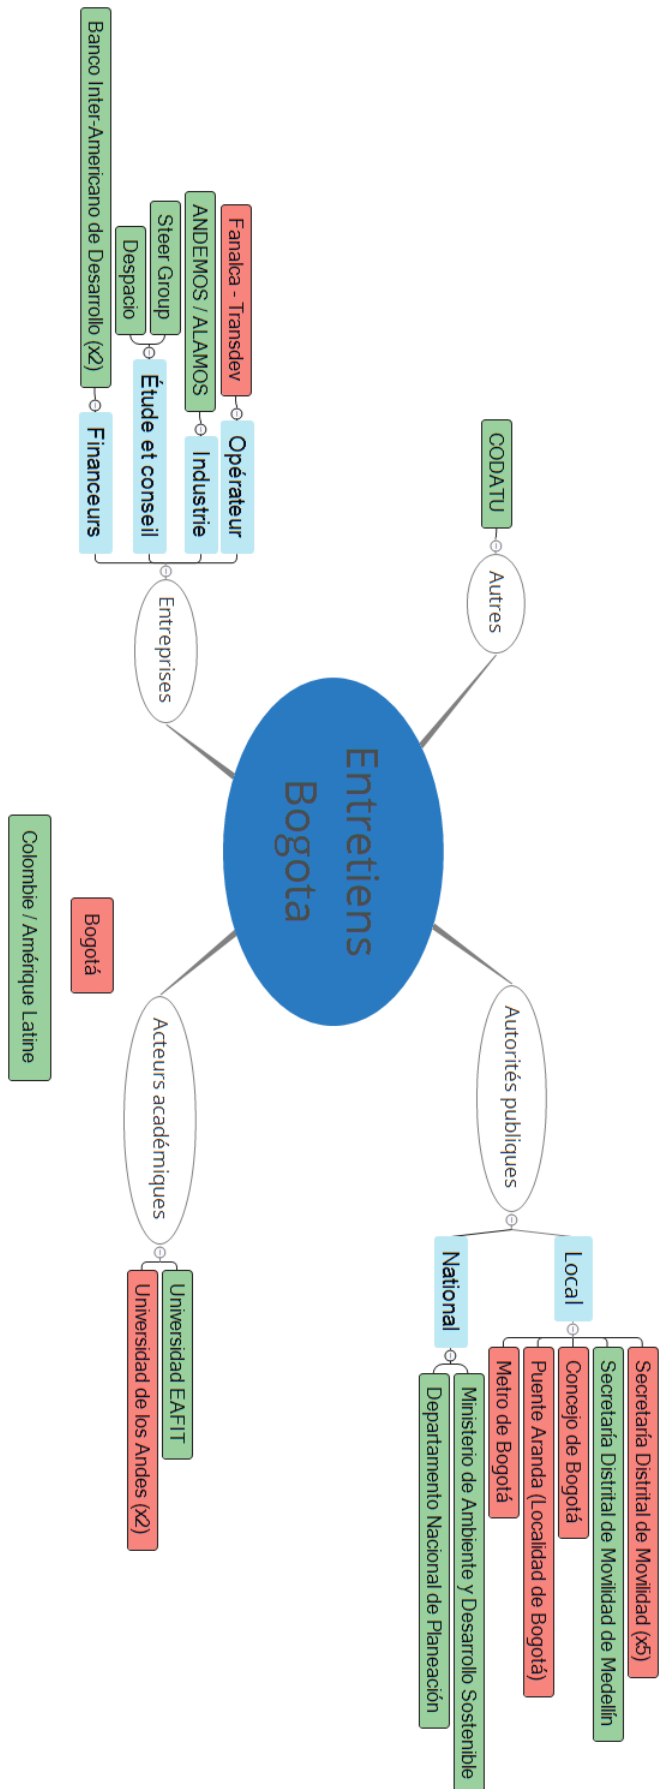 Entretiens
Bogota
Autres
CODATU
Autorités publiques
Local
Secretaría Distrital de Movilidad (x5)
Secretaría Distrital de Movilidad de Medellín
Concejo de Bogotá
Puente Aranda (Localidad de Bogotá)
Metro de Bogotá
National
Ministerio de Ambiente y Desarrollo Sostenible
Departamento Nacional de Planeación
Entreprises
Opérateur
Fanalca - Transdev
Industrie
ANDEMOS / ALAMOS
Étude et conseil
Steer Group
Despacio
Financeurs
Banco Inter-Americano de Desarrollo (x2)
Acteurs académiques
Universidad EAFIT
Universidad de los Andes (x2)
Bogotá
Colombie / Amérique Latine